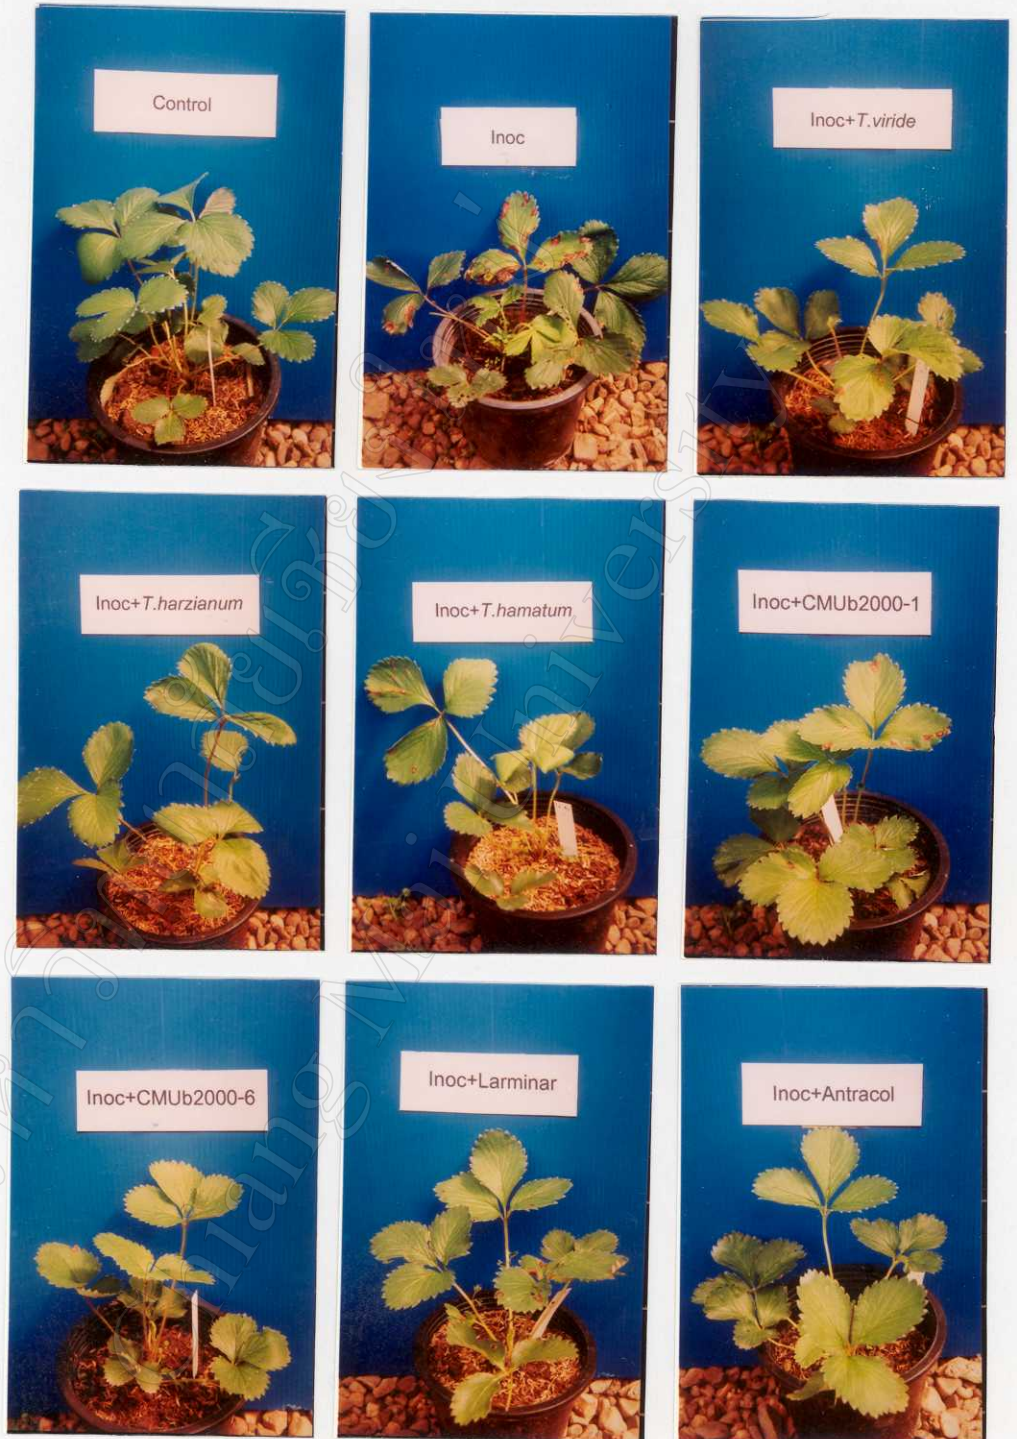 Control
Inoc
Inoc+T.viride
Inoc+T.harzianum
Inoc+T.hamatum
Inoc+CMUb2000-1
Inoc+CMUb2000-6
Inoc+Larminar
Inoc+Antracol